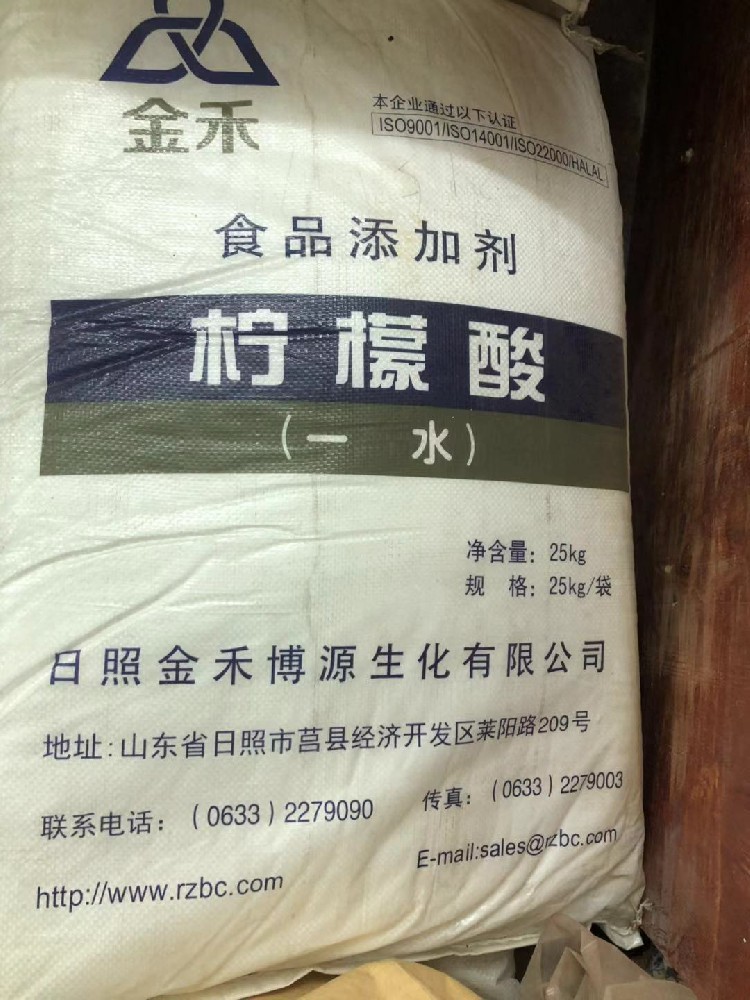 金禾
本企业通过以下认证
ISO9001/ISO14001/ISO22000/HALAL
食品添加剂
柠檬酸
(一 水)
净含量: 25kg
规 格: 25kg/袋
日照金禾博源生化有限公司
地址:山东省日照市莒县经济开发区莱阳路209号
联系电话: (0633)2279090 传真: (0633)2279003
http://www.rzbc.com E-mail:sales@rzbc.com